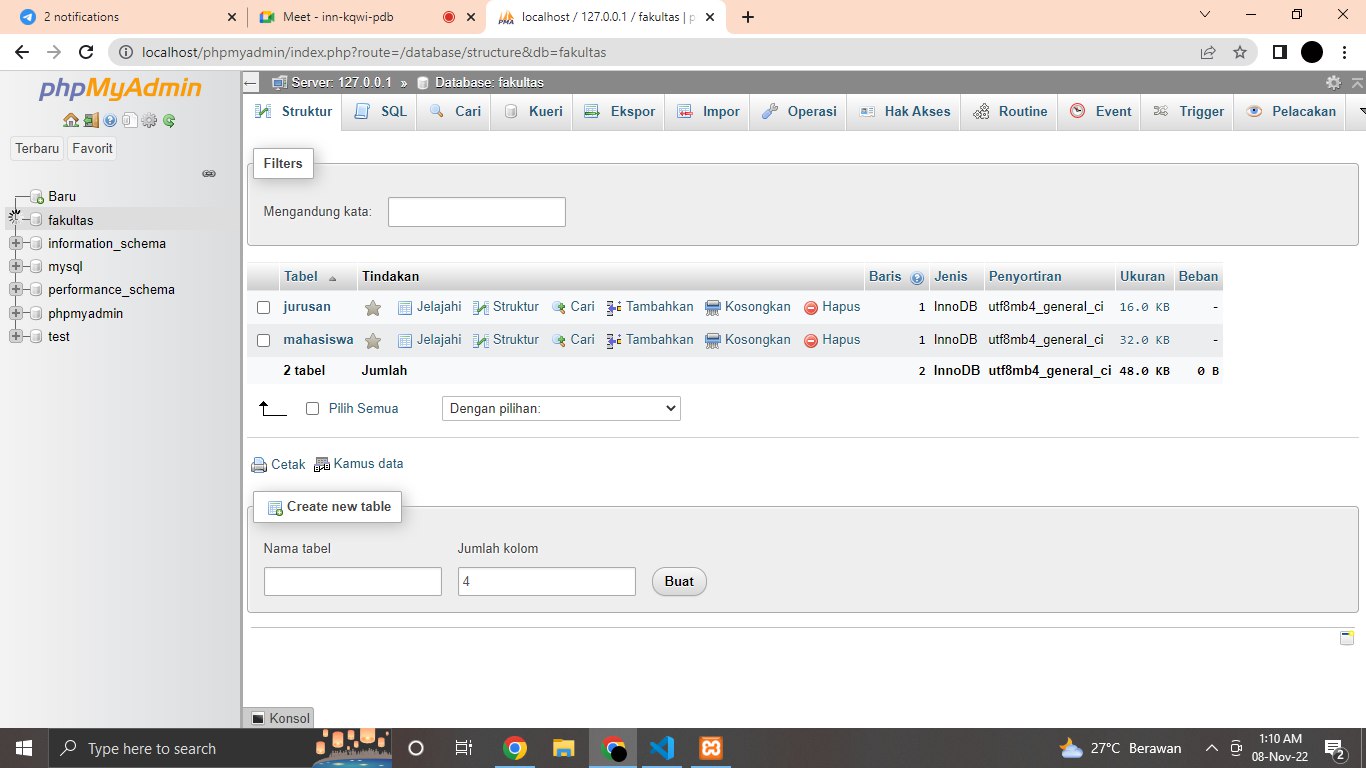 2 notifications
Meet - inn-kqwi-pdb
localhost / 127.0.0.1 / fakultas | p
localhost/phpmyadmin/index.php?route=/database/structure&db=fakultas
phpMyAdmin
Server: 127.0.0.1 » Database: fakultas
Struktur SQL Cari Kueri Ekspor Impor Operasi Hak Akses Routine Event Trigger Pelacakan
Terbaru Favorit
Filters
Mengandung kata:
Baru
fakultas
information_schema
mysql
performance_schema
phpmyadmin
test
Tabel Tindakan Baris Jenis Penyortiran Ukuran Beban
jurusan Jelajahi Struktur Cari Tambahkan Kosongkan Hapus 1 InnoDB utf8mb4_general_ci 16.0 KB -
mahasiswa Jelajahi Struktur Cari Tambahkan Kosongkan Hapus 1 InnoDB utf8mb4_general_ci 32.0 KB -
2 tabel Jumlah 2 InnoDB utf8mb4_general_ci 48.0 KB 0 B
Pilih Semua Dengan pilihan:
Cetak Kamus data
Create new table
Nama tabel Jumlah kolom
4 Buat
Konsol
Type here to search
27°C Berawan
1:10 AM
08-Nov-22
2